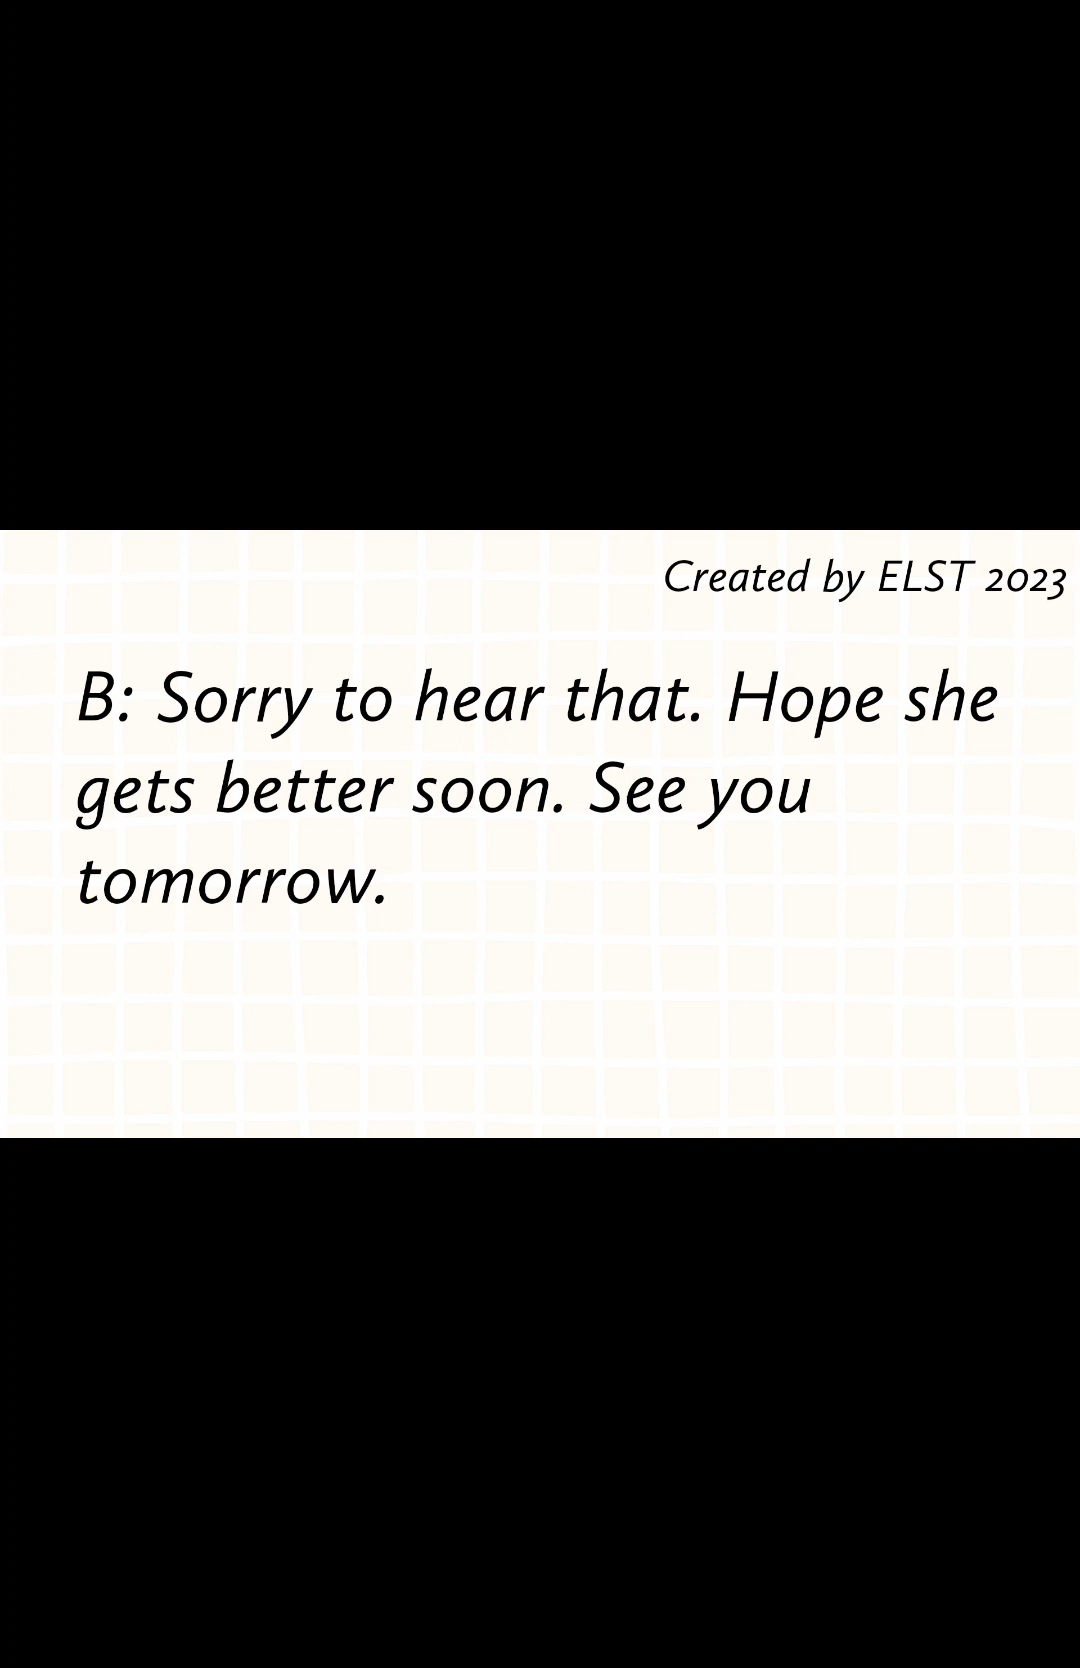 Created by ELST 2023
B: Sorry to hear that. Hope she
gets better soon. See you
tomorrow.